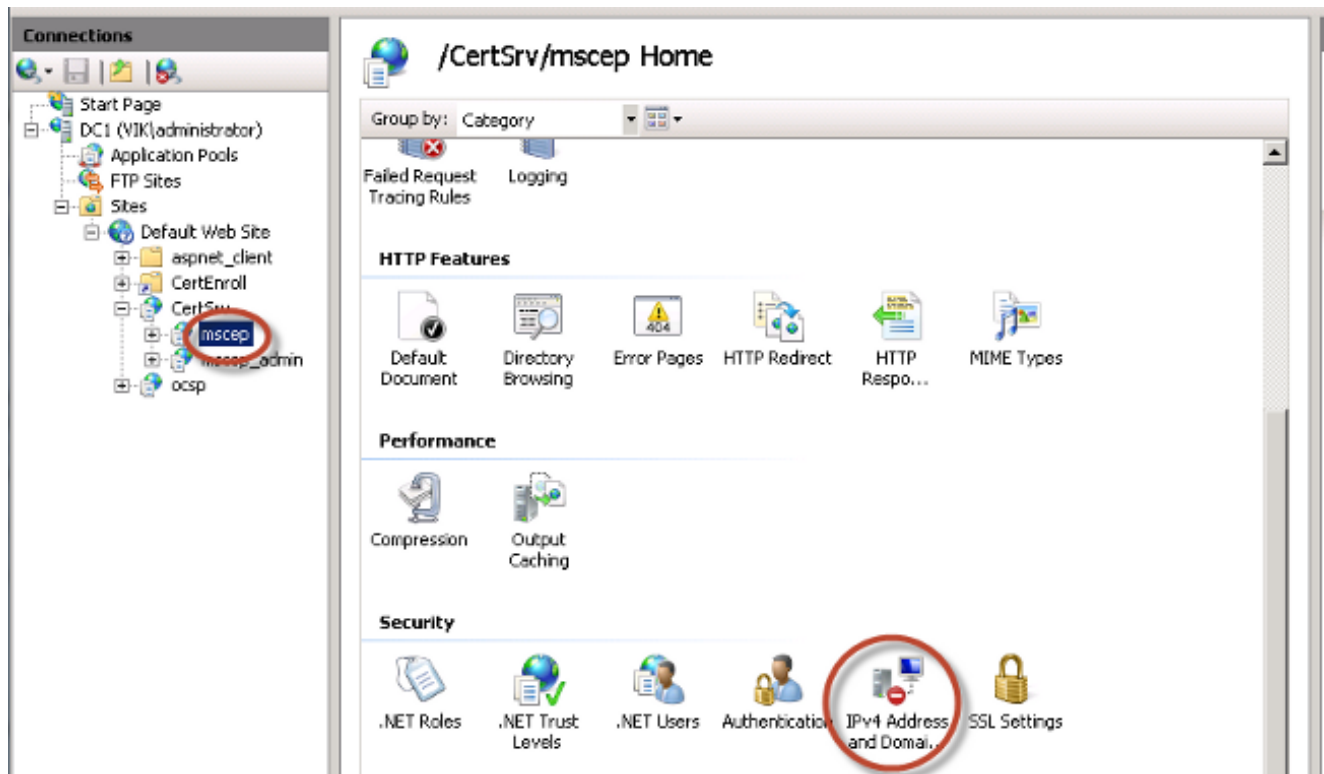 Connections
Start Page
DC1 (VIK\administrator)
Application Pools
FTP Sites
Sites
Default Web Site
aspnet_client
CertEnroll
CertSrv
mscep
mscep_admin
ocsp
/CertSrv/mscep Home
Group by: Category
Failed Request
Tracing Rules
Logging
HTTP Features
Default
Document
Directory
Browsing
404
Error Pages
HTTP Redirect
HTTP
Respo...
MIME Types
Performance
Compression
Output
Caching
Security
.NET Roles
.NET Trust
Levels
.NET Users
Authentication
IPv4 Address
and Domai...
SSL Settings